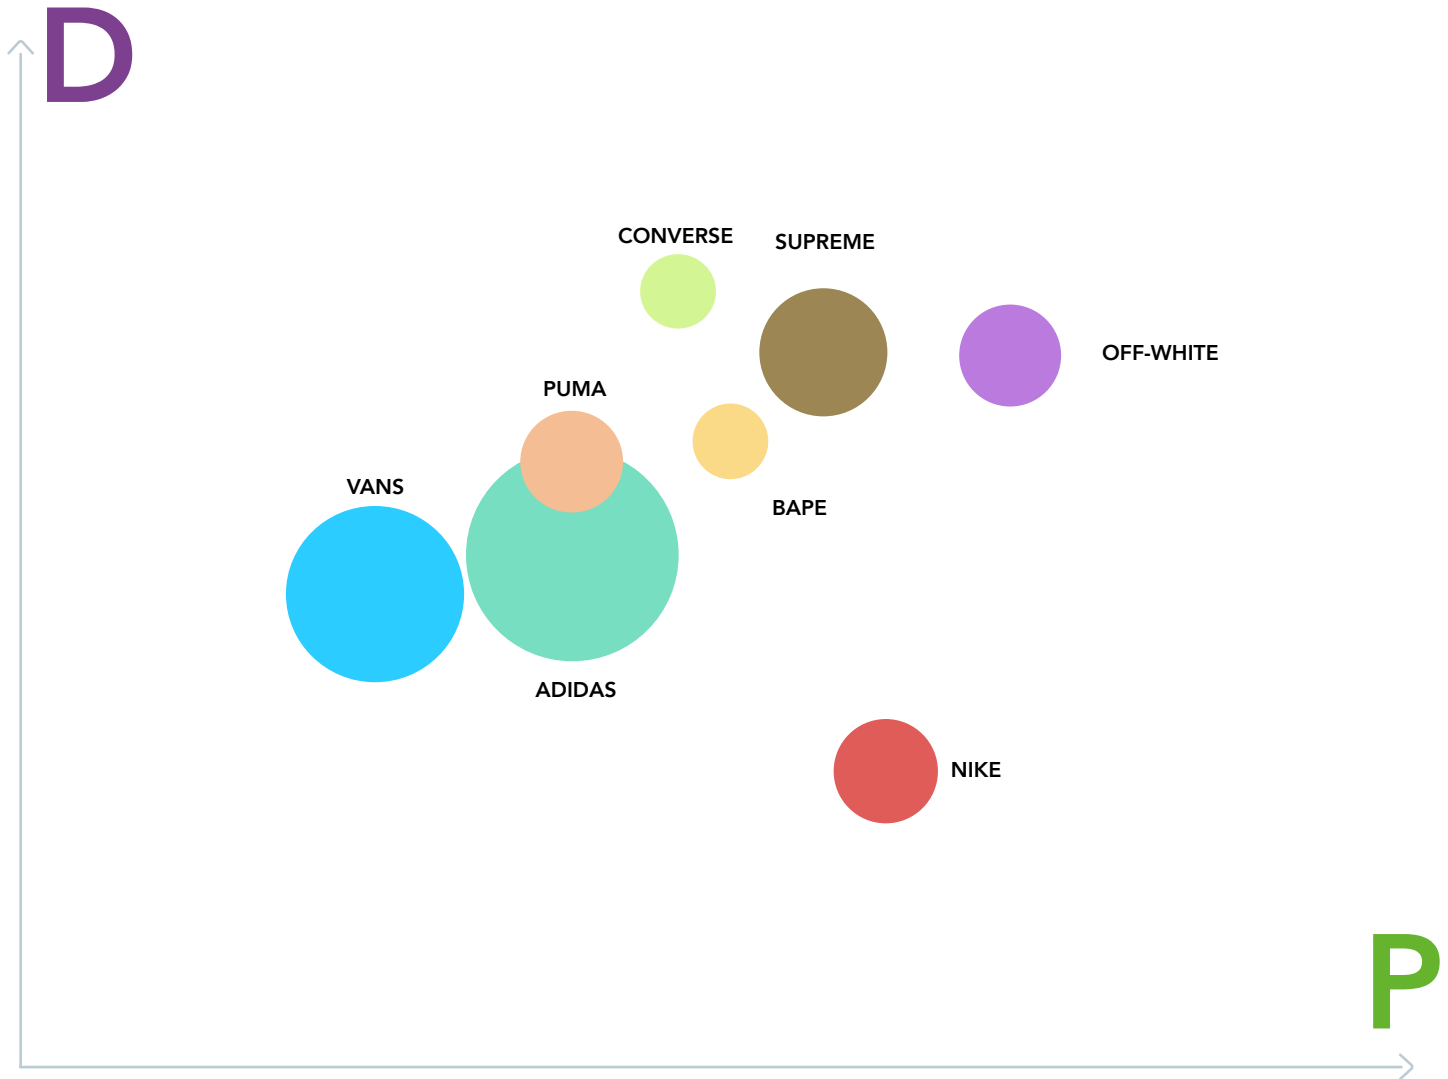 D
CONVERSE
SUPREME
OFF-WHITE
PUMA
VANS
BAPE
ADIDAS
NIKE
P